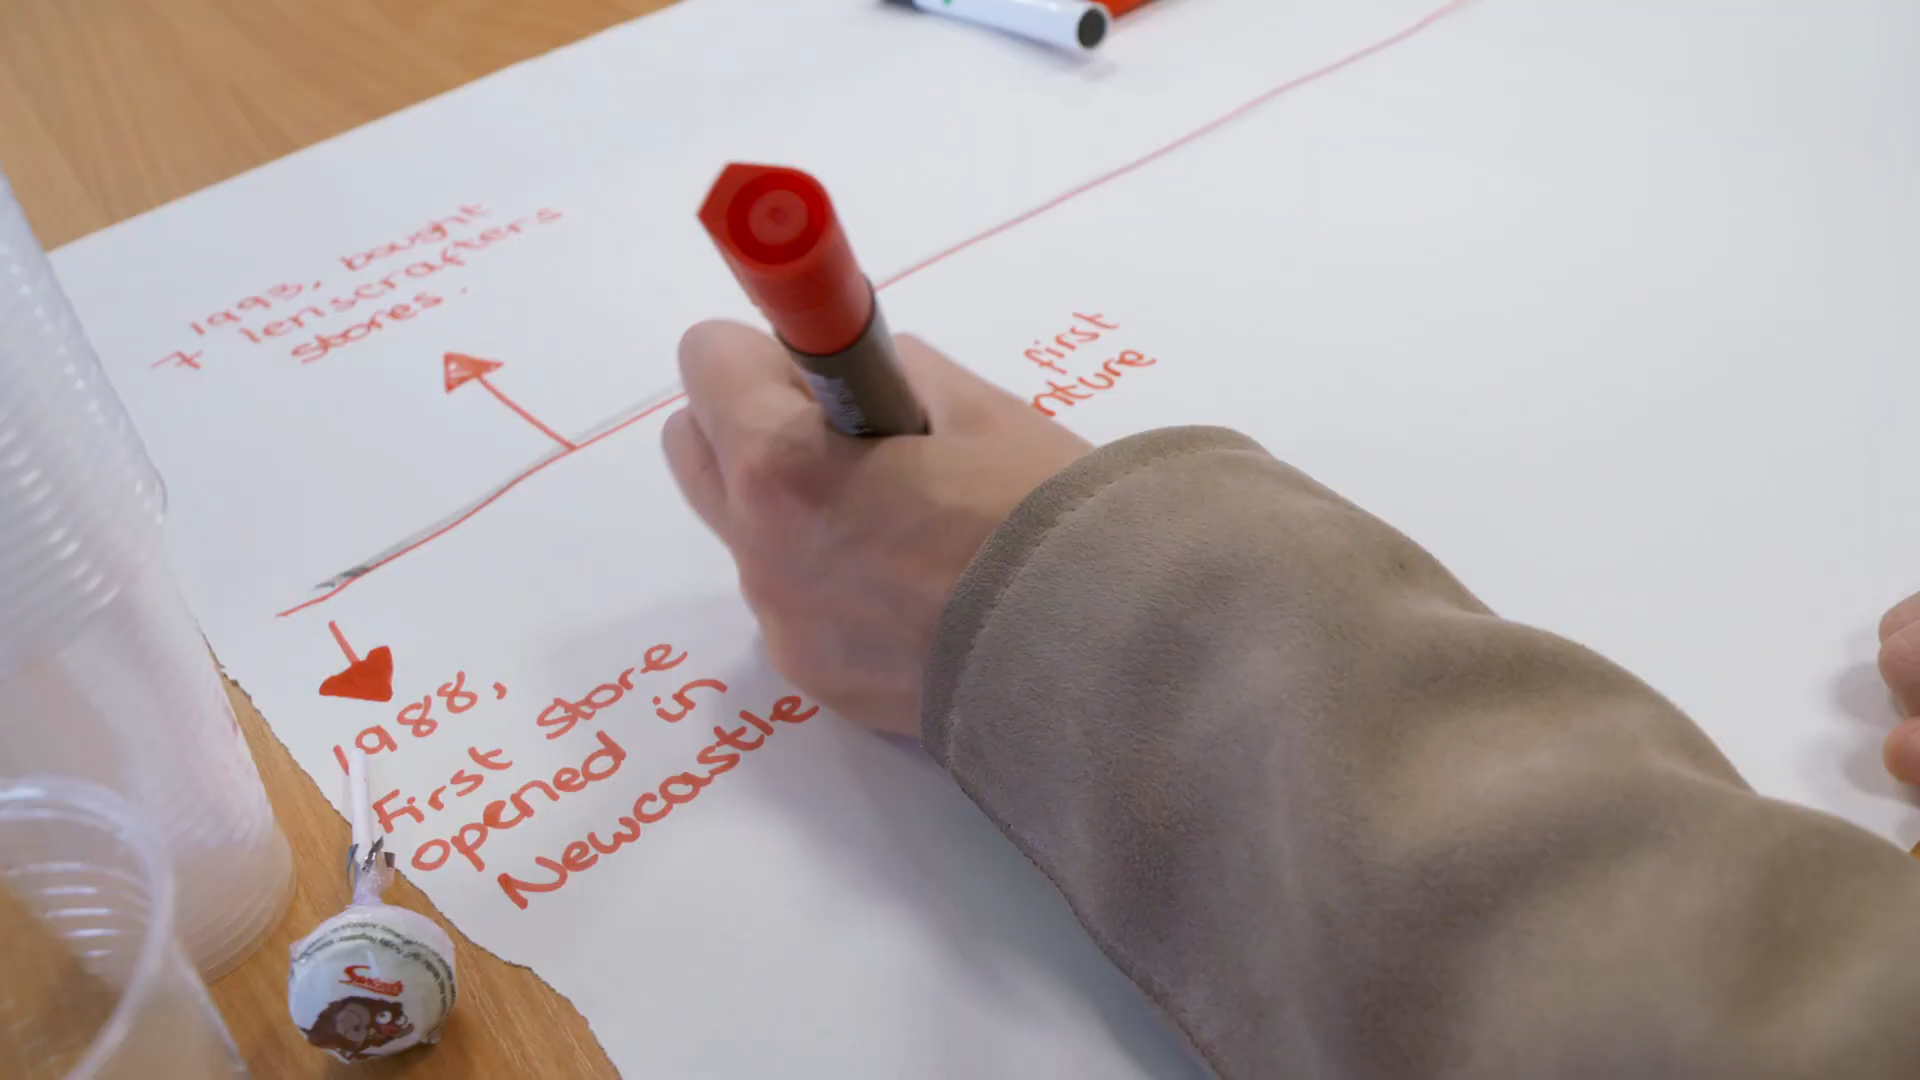 1993, bought
7 lenscrafters
stores.
first
nture
1988,
First store
opened in
Newcastle